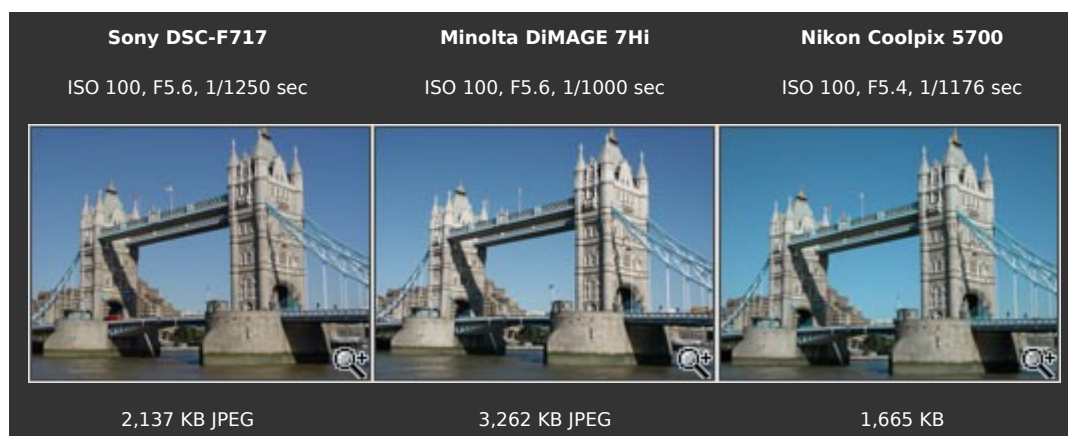 Sony DSC-F717
Minolta DiMAGE 7Hi
Nikon Coolpix 5700
ISO 100, F5.6, 1/1250 sec
ISO 100, F5.6, 1/1000 sec
ISO 100, F5.4, 1/1176 sec
2,137 KB JPEG
3,262 KB JPEG
1,665 KB